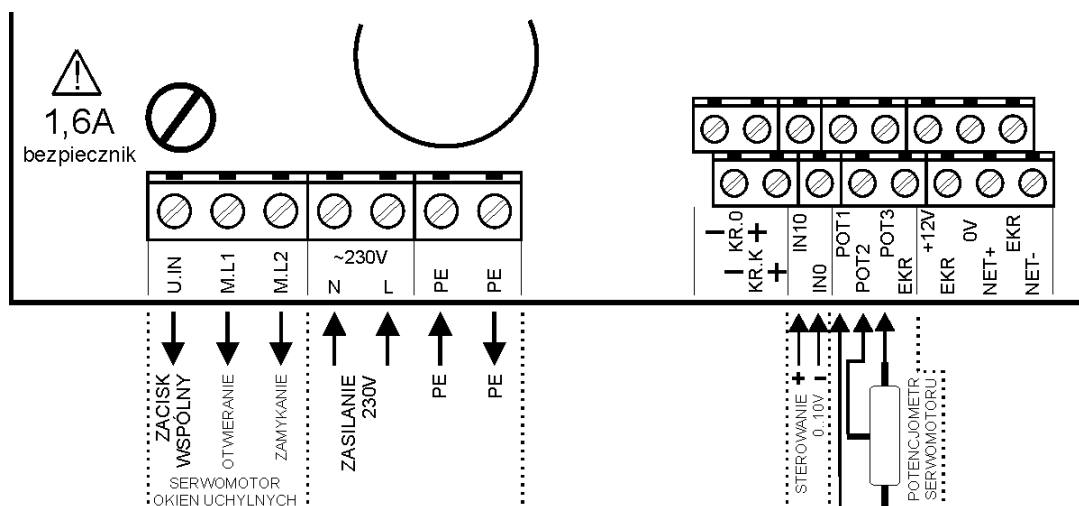 1,6A
bezpiecznik
U.IN
M.L1
M.L2
~230V
N
L
PE
PE
− KR.0 +
− KR.K +
IN10
IN0
POT1
POT2
POT3
EKR
+12V
EKR
0V
NET+
EKR
NET-
ZACISK
WSPÓLNY
OTWIERANIE
ZAMYKANIE
SERWOMOTOR
OKIEN UCHYLNYCH
ZASILANIE
230V
PE
PE
+ −
STEROWANIE
0..10V
POTENCJOMETR
SERWOMOTORU